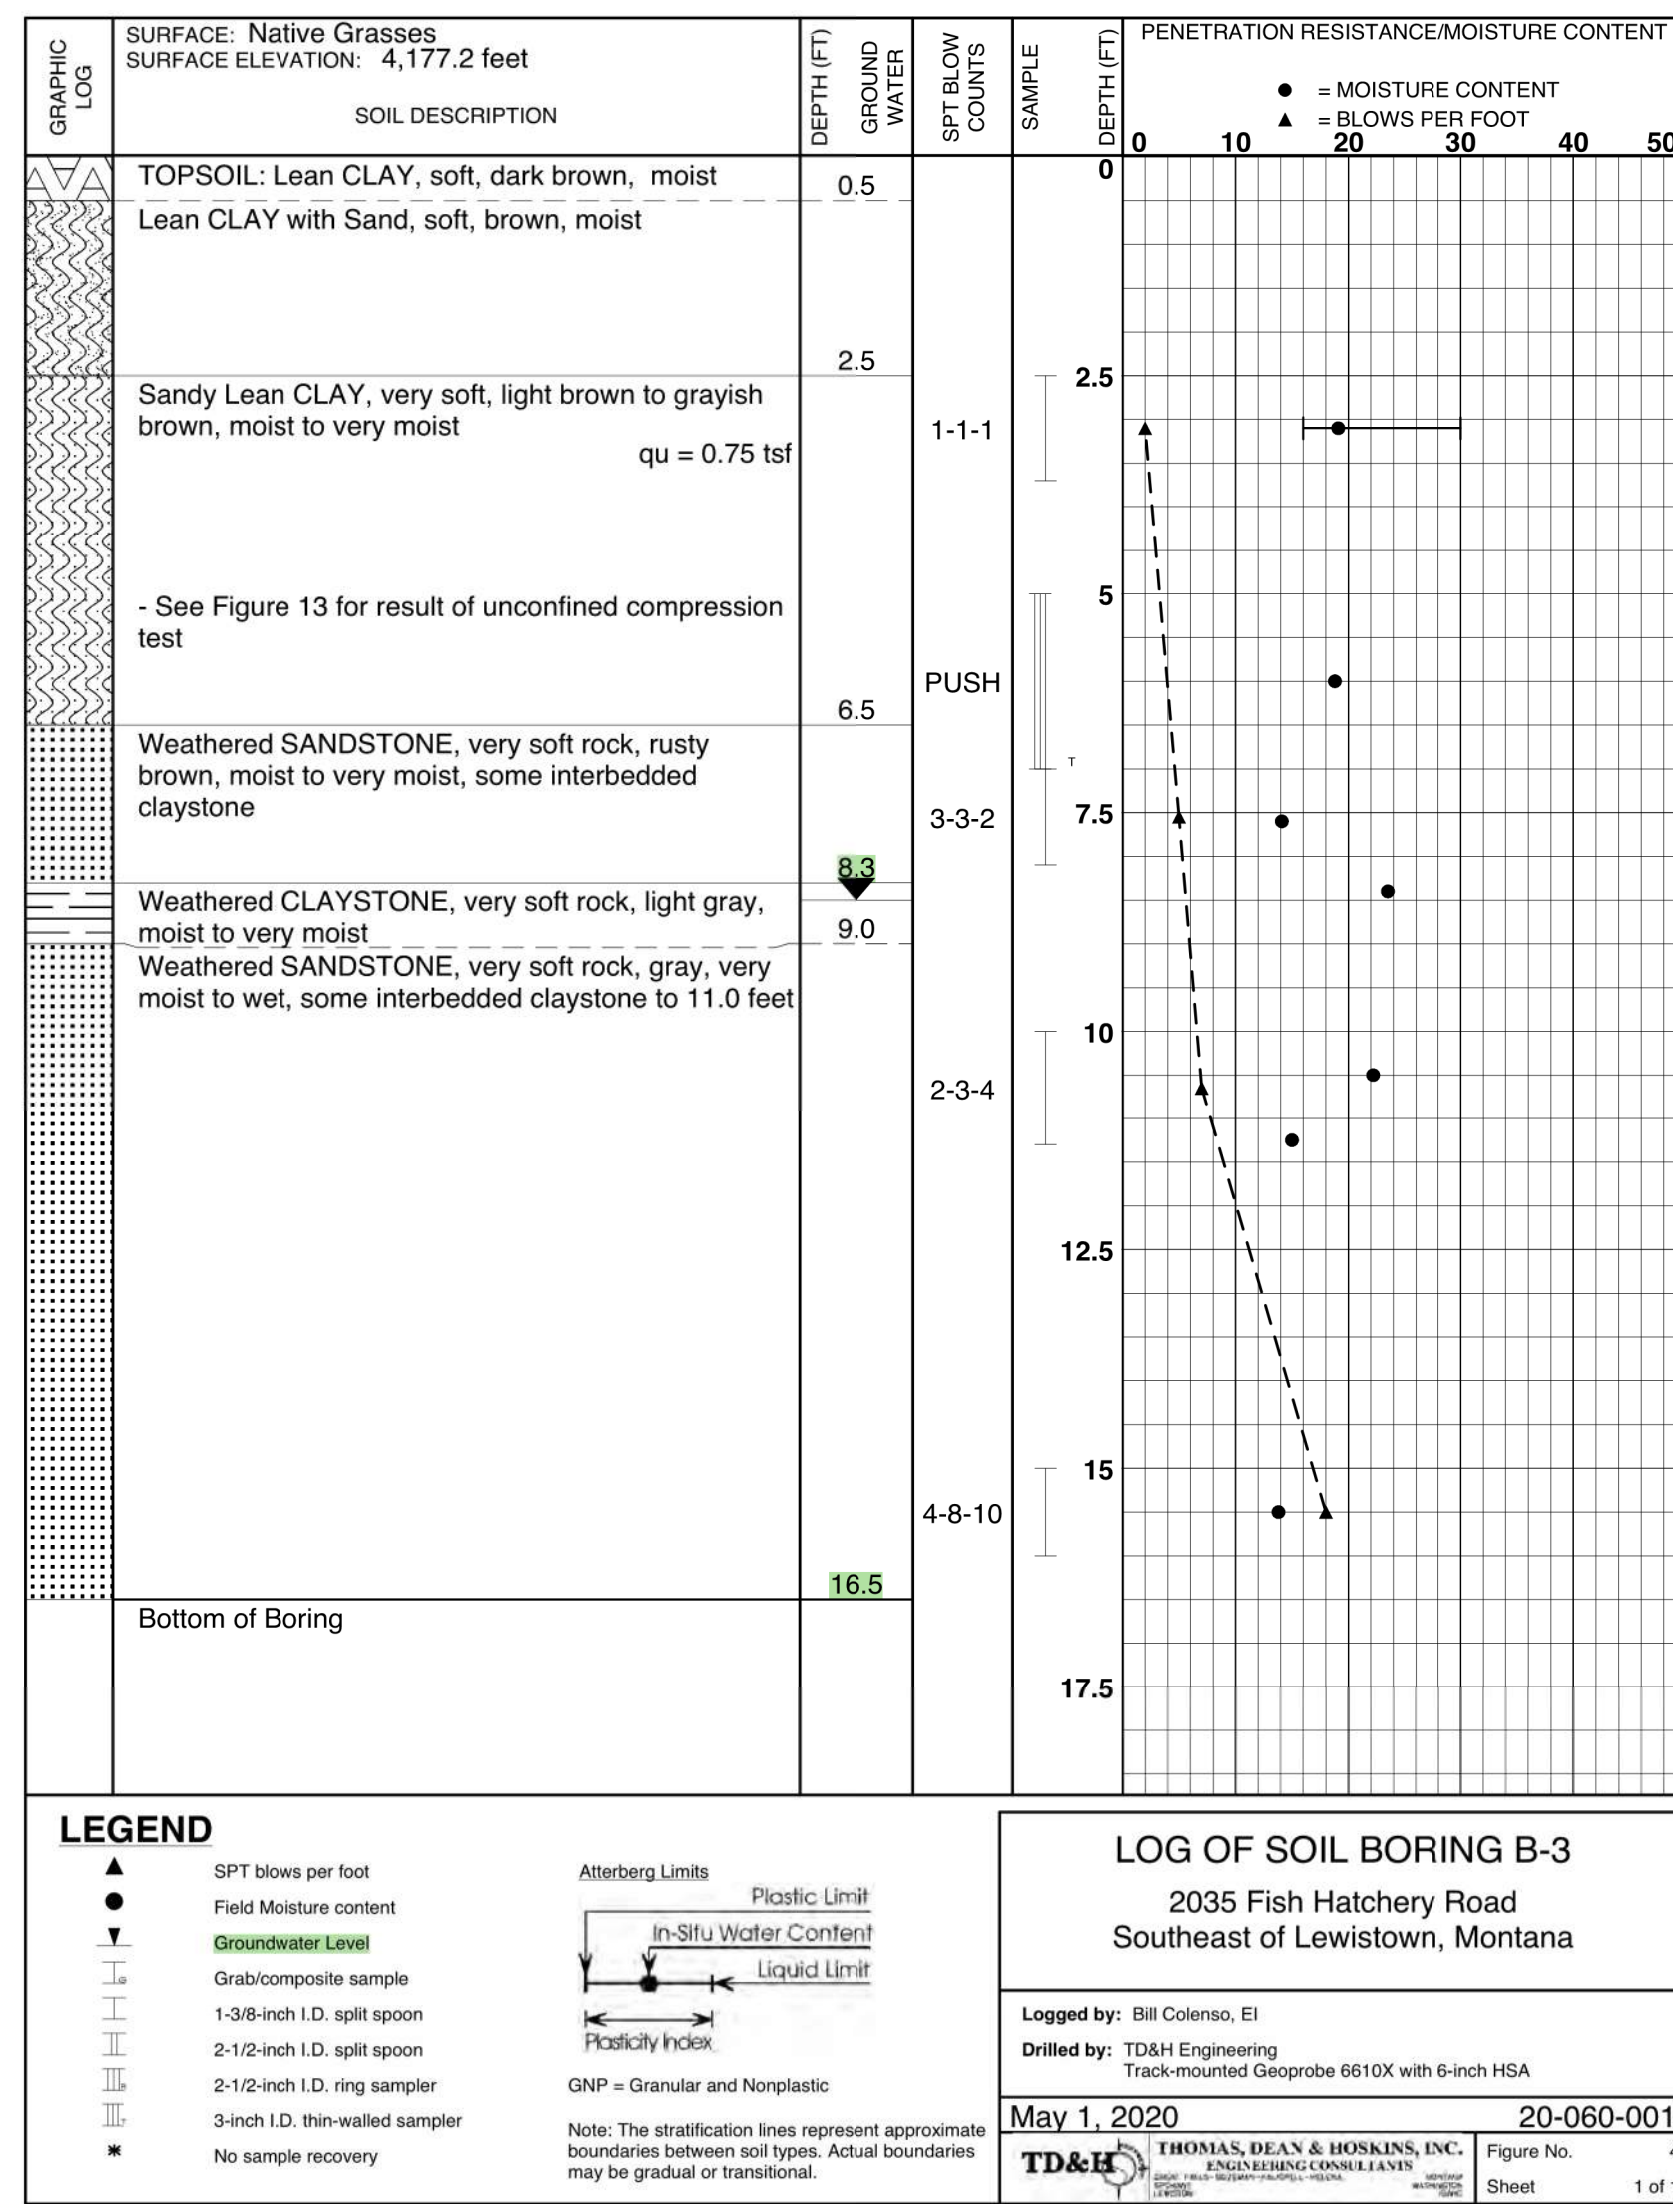 GRAPHIC LOG
SURFACE: Native Grasses
SURFACE ELEVATION: 4,177.2 feet
SOIL DESCRIPTION
DEPTH (FT)
GROUND WATER
SPT BLOW COUNTS
SAMPLE
DEPTH (FT)
PENETRATION RESISTANCE/MOISTURE CONTENT
= MOISTURE CONTENT
= BLOWS PER FOOT
0 10 20 30 40 50
0
TOPSOIL: Lean CLAY, soft, dark brown, moist
0.5
Lean CLAY with Sand, soft, brown, moist
2.5
2.5
Sandy Lean CLAY, very soft, light brown to grayish
brown, moist to very moist
1-1-1
qu = 0.75 tsf
5
- See Figure 13 for result of unconfined compression
test
PUSH
6.5
Weathered SANDSTONE, very soft rock, rusty
brown, moist to very moist, some interbedded
claystone
T
7.5
3-3-2
8.3
Weathered CLAYSTONE, very soft rock, light gray,
moist to very moist
9.0
Weathered SANDSTONE, very soft rock, gray, very
moist to wet, some interbedded claystone to 11.0 feet
10
2-3-4
12.5
15
4-8-10
16.5
Bottom of Boring
17.5
LEGEND
SPT blows per foot
Field Moisture content
Groundwater Level
Grab/composite sample
1-3/8-inch I.D. split spoon
2-1/2-inch I.D. split spoon
2-1/2-inch I.D. ring sampler
3-inch I.D. thin-walled sampler
No sample recovery
Atterberg Limits
Plastic Limit
In-Situ Water Content
Liquid Limit
Plasticity Index
GNP = Granular and Nonplastic
Note: The stratification lines represent approximate
boundaries between soil types. Actual boundaries
may be gradual or transitional.
LOG OF SOIL BORING B-3
2035 Fish Hatchery Road
Southeast of Lewistown, Montana
Logged by: Bill Colenso, EI
Drilled by: TD&H Engineering
Track-mounted Geoprobe 6610X with 6-inch HSA
May 1, 2020
20-060-001
TD&H
THOMAS, DEAN & HOSKINS, INC.
ENGINEERING CONSULTANTS
Figure No.
Sheet 1 of